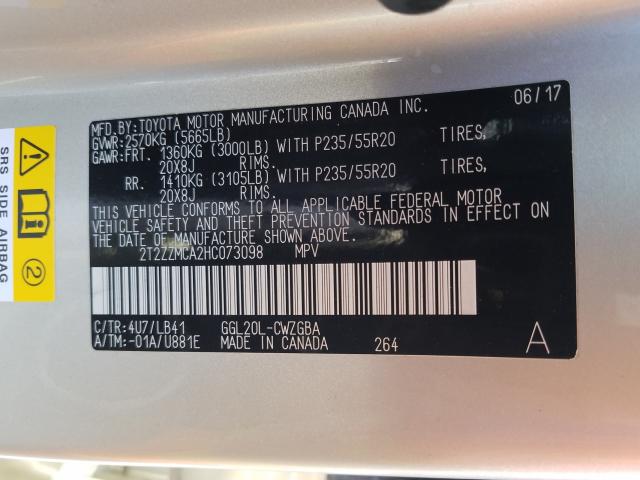 06/17
MFD.BY:TOYOTA MOTOR MANUFACTURING CANADA INC.
GVWR:2570KG (5665LB)
GAWR:FRT. 1360KG (3000LB) WITH P235/55R20 TIRES,
20X8J RIMS.
RR. 1410KG (3105LB) WITH P235/55R20 TIRES,
20X8J RIMS.
THIS VEHICLE CONFORMS TO ALL APPLICABLE FEDERAL MOTOR
VEHICLE SAFETY AND THEFT PREVENTION STANDARDS IN EFFECT ON
THE DATE OF MANUFACTURE SHOWN ABOVE.
2T2ZZMCA2HC073098 MPV
C/TR:4U7/LB41 GGL20L-CWZGBA
A/TM:-01A/U881E MADE IN CANADA 264 A
SRS SIDE AIRBAG
2